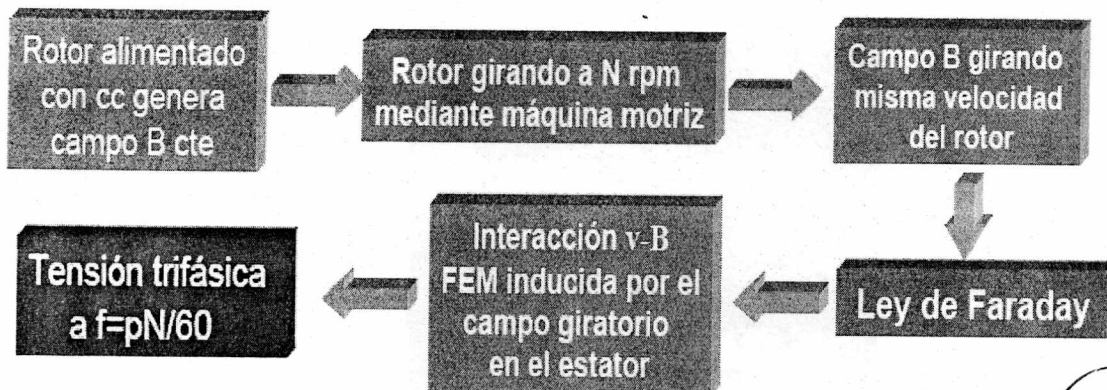 Rotor alimentado
con cc genera
campo B cte
Rotor girando a N rpm
mediante máquina motriz
Campo B girando
misma velocidad
del rotor
Ley de Faraday
Interacción v-B
FEM inducida por el
campo giratorio
en el estator
Tensión trifásica
a f=pN/60